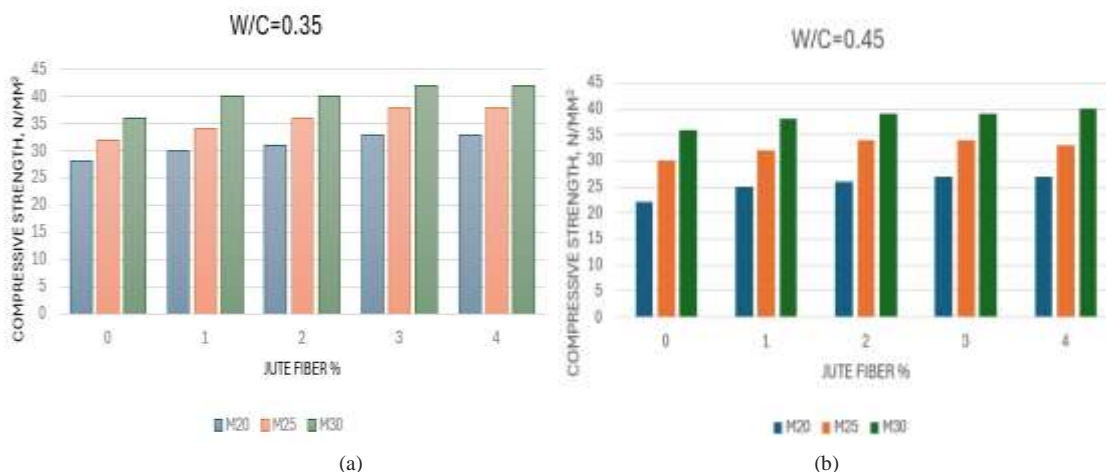 W/C=0.35
COMPRESSIVE STRENGTH, N/MM²
45
40
35
30
25
20
15
10
5
0
0 1 2 3 4
JUTE FIBER %
M20 M25 M30
(a)
W/C=0.45
COMPRESSIVE STRENGTH, N/MM²
45
40
35
30
25
20
15
10
5
0
0 1 2 3 4
JUTE FIBER %
M20 M25 M30
(b)